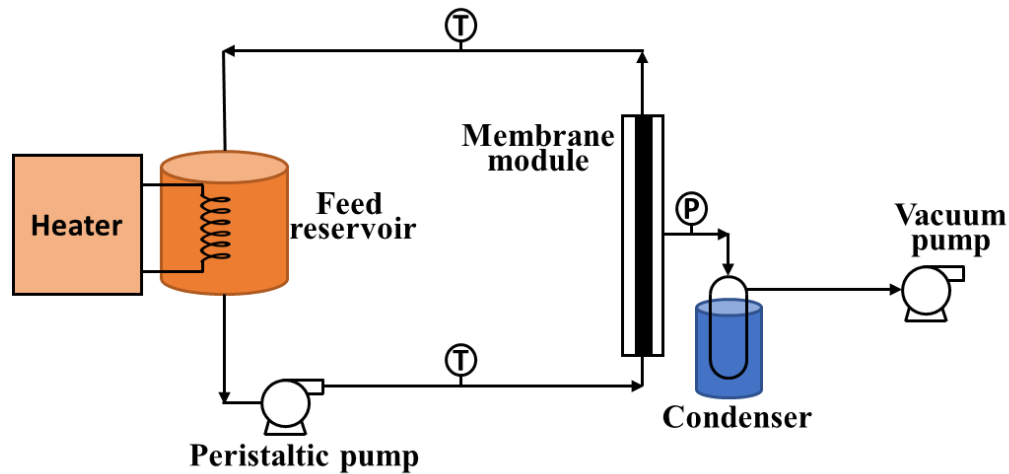 T
Membrane
module
Heater
Feed
reservoir
P
Vacuum
pump
T
Condenser
Peristaltic pump